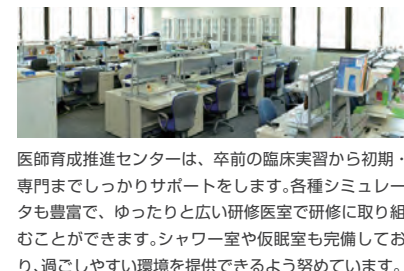 医師育成推進センターは、卒前の臨床実習から初期・
専門までしっかりサポートをします。各種シミュレー
タも豊富で、ゆったりと広い研修医室で研修に取り組
むことができます。シャワー室や仮眠室も完備してお
り、過ごしやすい環境を提供できるよう努めています。